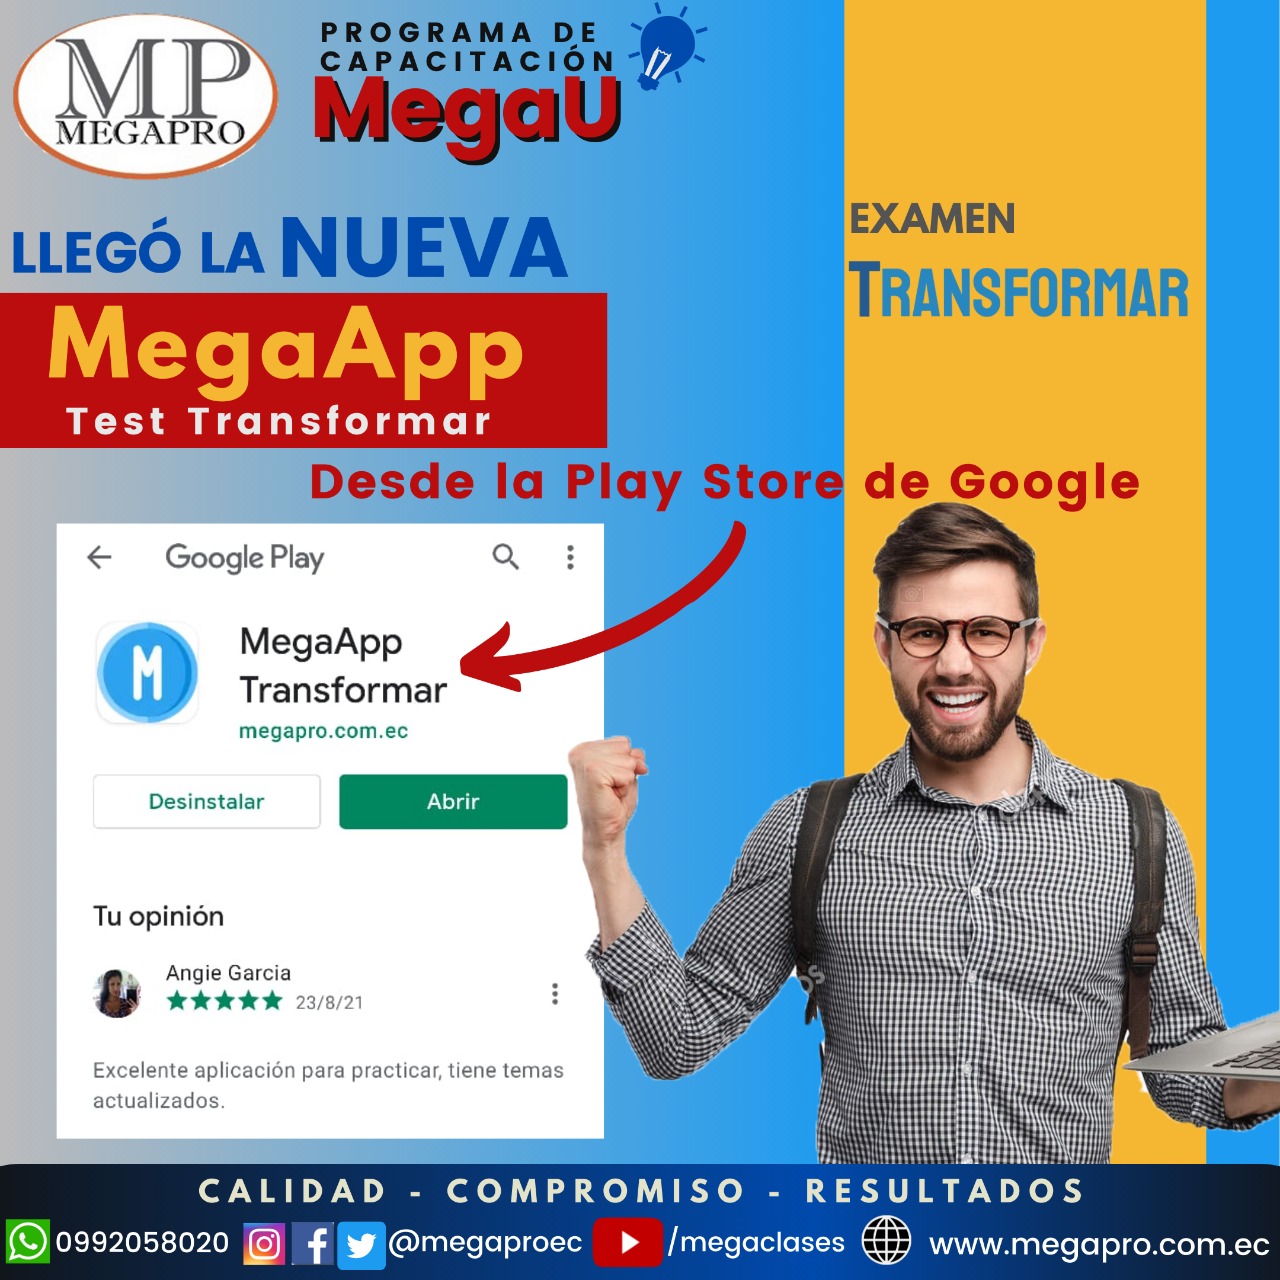 MP
MEGAPRO
PROGRAMA DE
CAPACITACIÓN
MegaU
LLEGÓ LA NUEVA
MegaApp
Test Transformar
EXAMEN
TRANSFORMAR
Desde la Play Store de Google
Google Play
M
MegaApp
Transformar
megapro.com.ec
Desinstalar
Abrir
Tu opinión
Angie Garcia
23/8/21
Excelente aplicación para practicar, tiene temas
actualizados.
CALIDAD - COMPROMISO - RESULTADOS
0992058020 @megaproec /megaclases www.megapro.com.ec